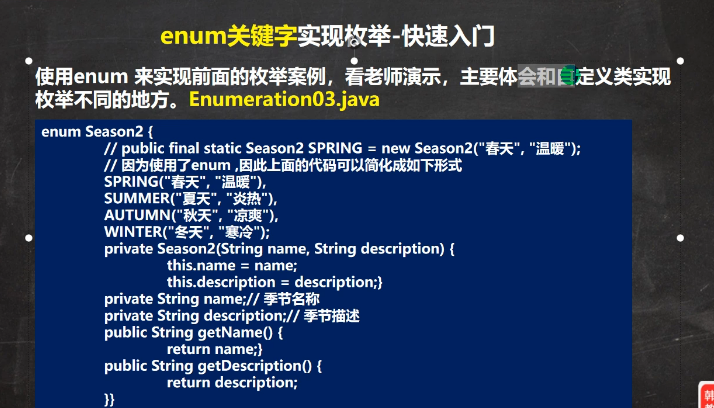 enum关键字实现枚举-快速入门
使用enum 来实现前面的枚举案例，看老师演示，主要体会和自定义类实现
枚举不同的地方。Enumeration03.java
enum Season2 {
// public final static Season2 SPRING = new Season2("春天", "温暖");
// 因为使用了enum ,因此上面的代码可以简化成如下形式
SPRING("春天", "温暖"),
SUMMER("夏天", "炎热"),
AUTUMN("秋天", "凉爽"),
WINTER("冬天", "寒冷");
private Season2(String name, String description) {
this.name = name;
this.description = description;}
private String name;// 季节名称
private String description;// 季节描述
public String getName() {
return name;}
public String getDescription() {
return description;
}}
韩